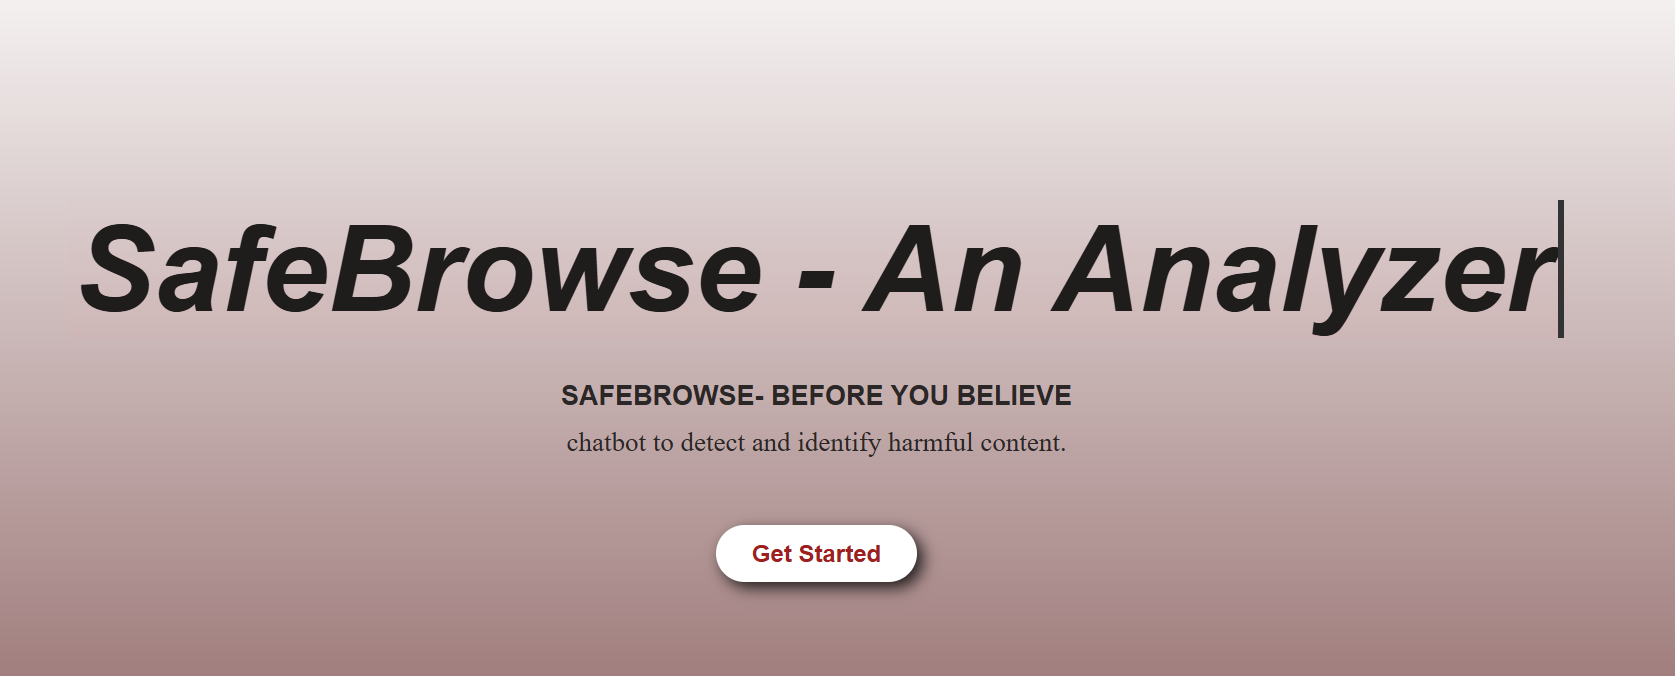 SafeBrowse - An Analyzer
SAFEBROWSE- BEFORE YOU BELIEVE
chatbot to detect and identify harmful content.
Get Started